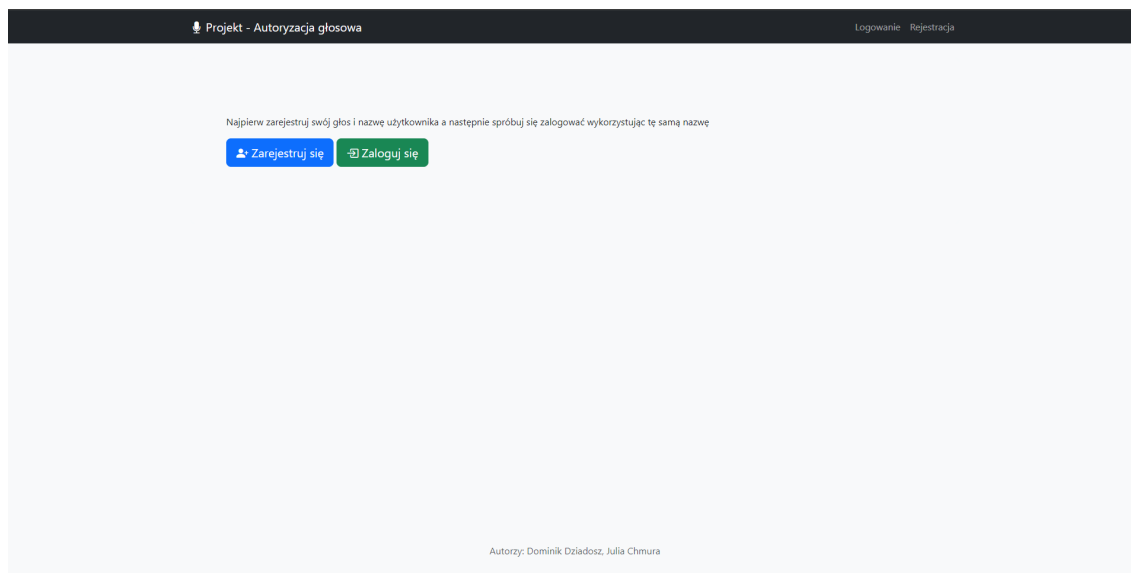 Projekt - Autoryzacja głosowa
Logowanie Rejestracja
Najpierw zarejestruj swój głos i nazwę użytkownika a następnie spróbuj się zalogować wykorzystując tę samą nazwę
Zarejestruj się Zaloguj się
Autorzy: Dominik Dziadosz, Julia Chmura